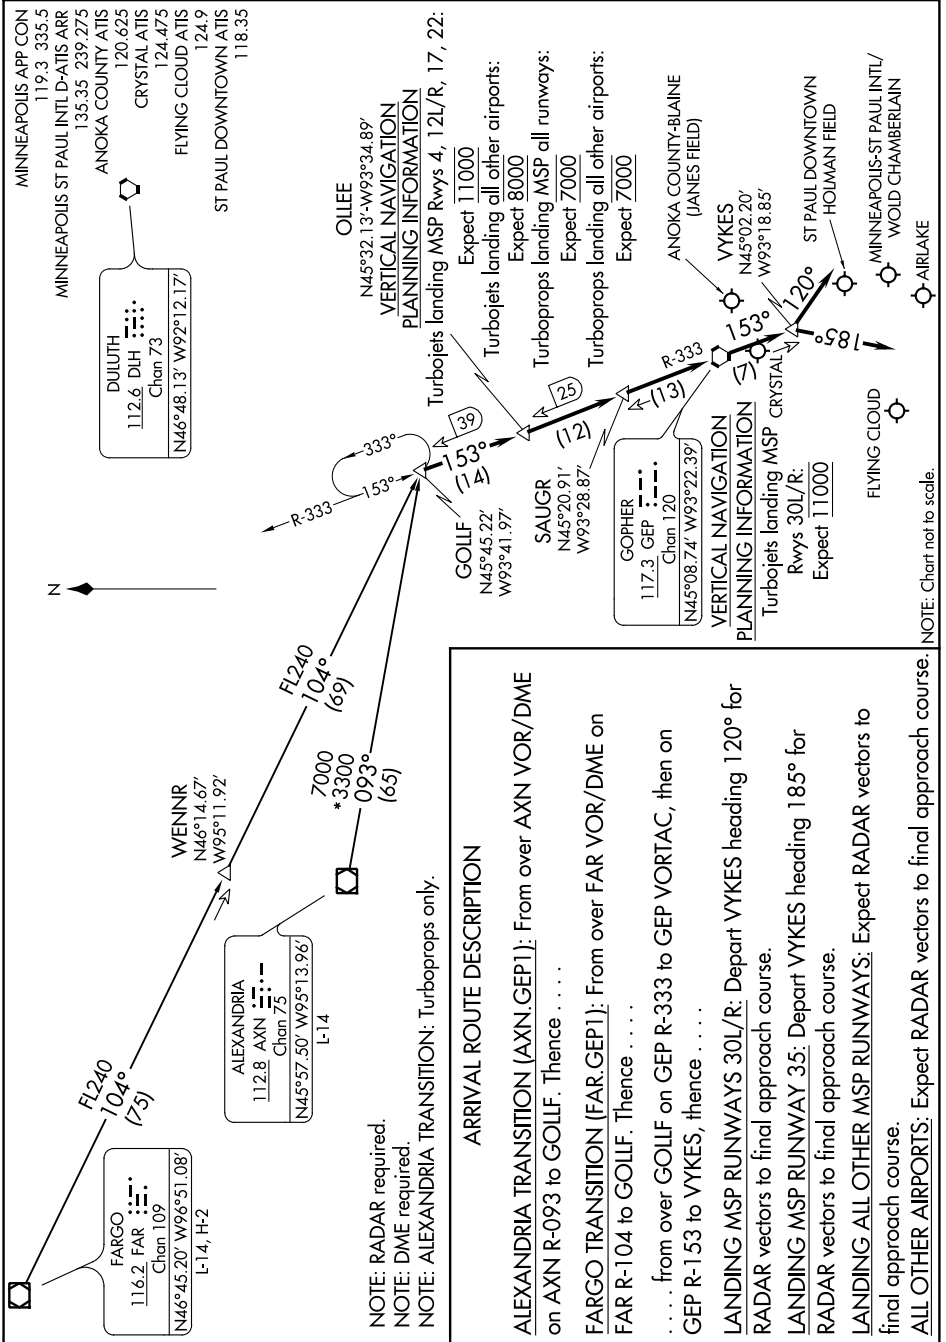 MINNEAPOLIS APP CON
119.3 335.5
MINNEAPOLIS ST PAUL INTL D-ATIS ARR
135.35 239.275
ANOKA COUNTY ATIS
120.625
CRYSTAL ATIS
124.475
FLYING CLOUD ATIS
124.9
ST PAUL DOWNTOWN ATIS
118.35
DULUTH
112.6 DLH
Chan 73
N46°48.13' W92°12.17'
N
FARGO
116.2 FAR
Chan 109
N46°45.20' W96°51.08'
L-14, H-2
FL240
104°
(75)
WENNR
N46°14.67'
W95°11.92'
FL240
104°
(69)
ALEXANDRIA
112.8 AXN
Chan 75
N45°57.50' W95°13.96'
L-14
7000
*3300
093°
(65)
R-333
153°
333°
GOLLF
N45°45.22'
W93°41.97'
39
153°
(14)
OLLEE
N45°32.13'-W93°34.89'
VERTICAL NAVIGATION
PLANNING INFORMATION
Turbojets landing MSP Rwys 4, 12L/R, 17, 22:
Expect 11000
Turbojets landing all other airports:
Expect 8000
Turboprops landing MSP all runways:
Expect 7000
Turboprops landing all other airports:
Expect 7000
25
(12)
SAUGR
N45°20.91'
W93°28.87'
(13)
R-333
GOPHER
117.3 GEP
Chan 120
N45°08.74' W93°22.39'
153°
(7)
ANOKA COUNTY-BLAINE
(JANES FIELD)
VYKES
N45°02.20'
W93°18.85'
CRYSTAL
VERTICAL NAVIGATION
PLANNING INFORMATION
Turbojets landing MSP
Rwys 30L/R:
Expect 11000
120°
185°
ST PAUL DOWNTOWN
HOLMAN FIELD
MINNEAPOLIS-ST PAUL INTL/
WOLD CHAMBERLAIN
AIRLAKE
FLYING CLOUD
NOTE: Chart not to scale.
NOTE: RADAR required.
NOTE: DME required.
NOTE: ALEXANDRIA TRANSITION: Turboprops only.
ARRIVAL ROUTE DESCRIPTION
ALEXANDRIA TRANSITION (AXN.GEP1): From over AXN VOR/DME
on AXN R-093 to GOLLF. Thence . . . .
FARGO TRANSITION (FAR.GEP1): From over FAR VOR/DME on
FAR R-104 to GOLLF. Thence . . . .
. . . . from over GOLLF on GEP R-333 to GEP VORTAC, then on
GEP R-153 to VYKES, thence . . . . .
LANDING MSP RUNWAYS 30L/R: Depart VYKES heading 120° for
RADAR vectors to final approach course.
LANDING MSP RUNWAY 35: Depart VYKES heading 185° for
RADAR vectors to final approach course.
LANDING ALL OTHER MSP RUNWAYS: Expect RADAR vectors to
final approach course.
ALL OTHER AIRPORTS: Expect RADAR vectors to final approach course.